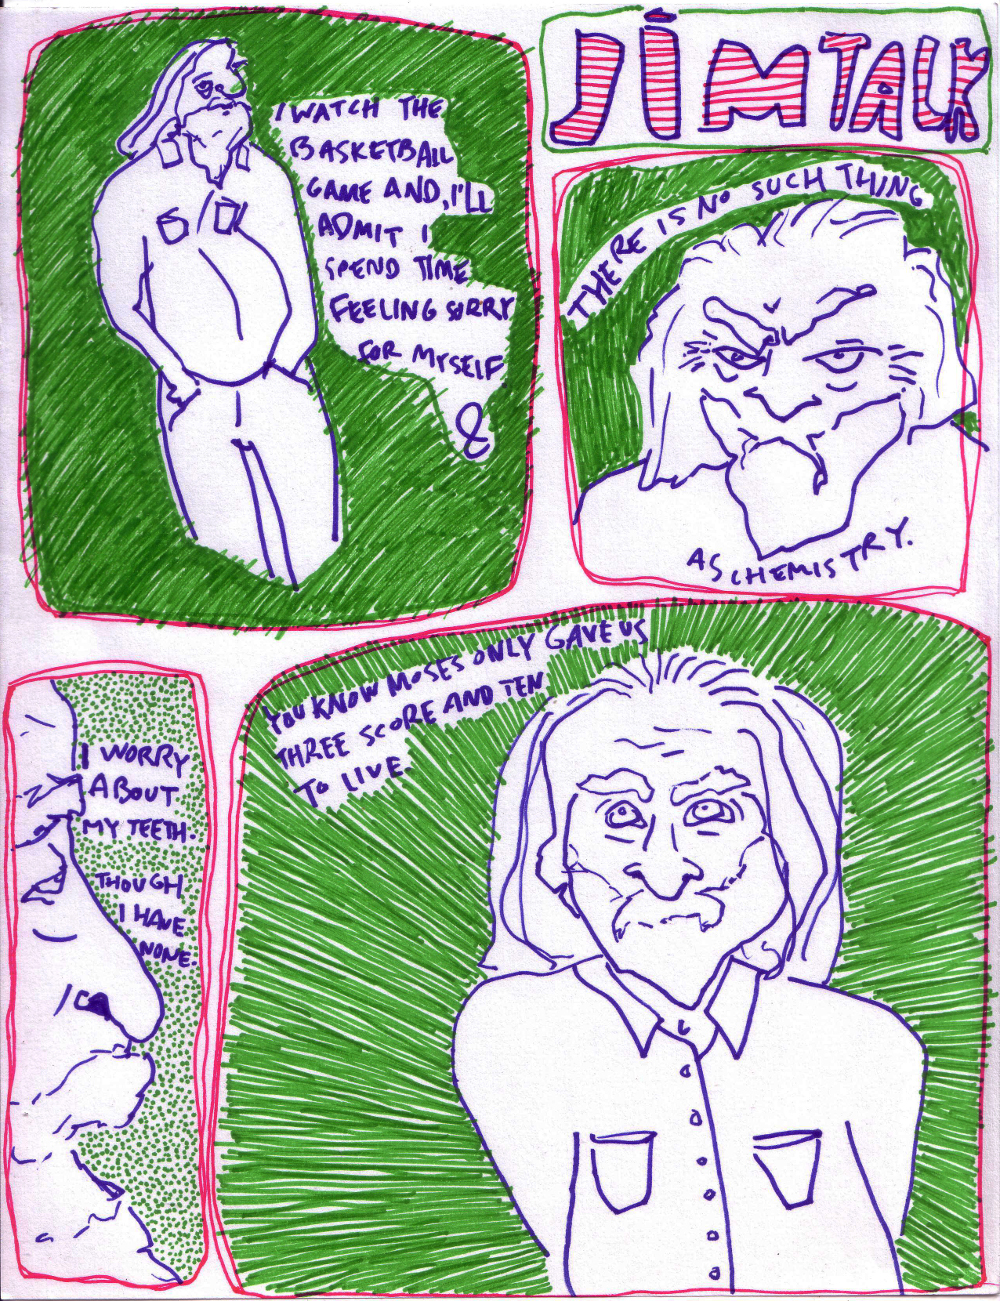 JIM TALK
I WATCH THE
BASKETBALL
GAME AND, I'LL
ADMIT I
SPEND TIME
FEELING SORRY
FOR MYSELF.
&
THERE IS NO SUCH THING
AS CHEMISTRY.
I WORRY
ABOUT
MY TEETH.
THOUGH
I HAVE
NONE.
YOU KNOW MOSES ONLY GAVE US
THREE SCORE AND TEN
TO LIVE.